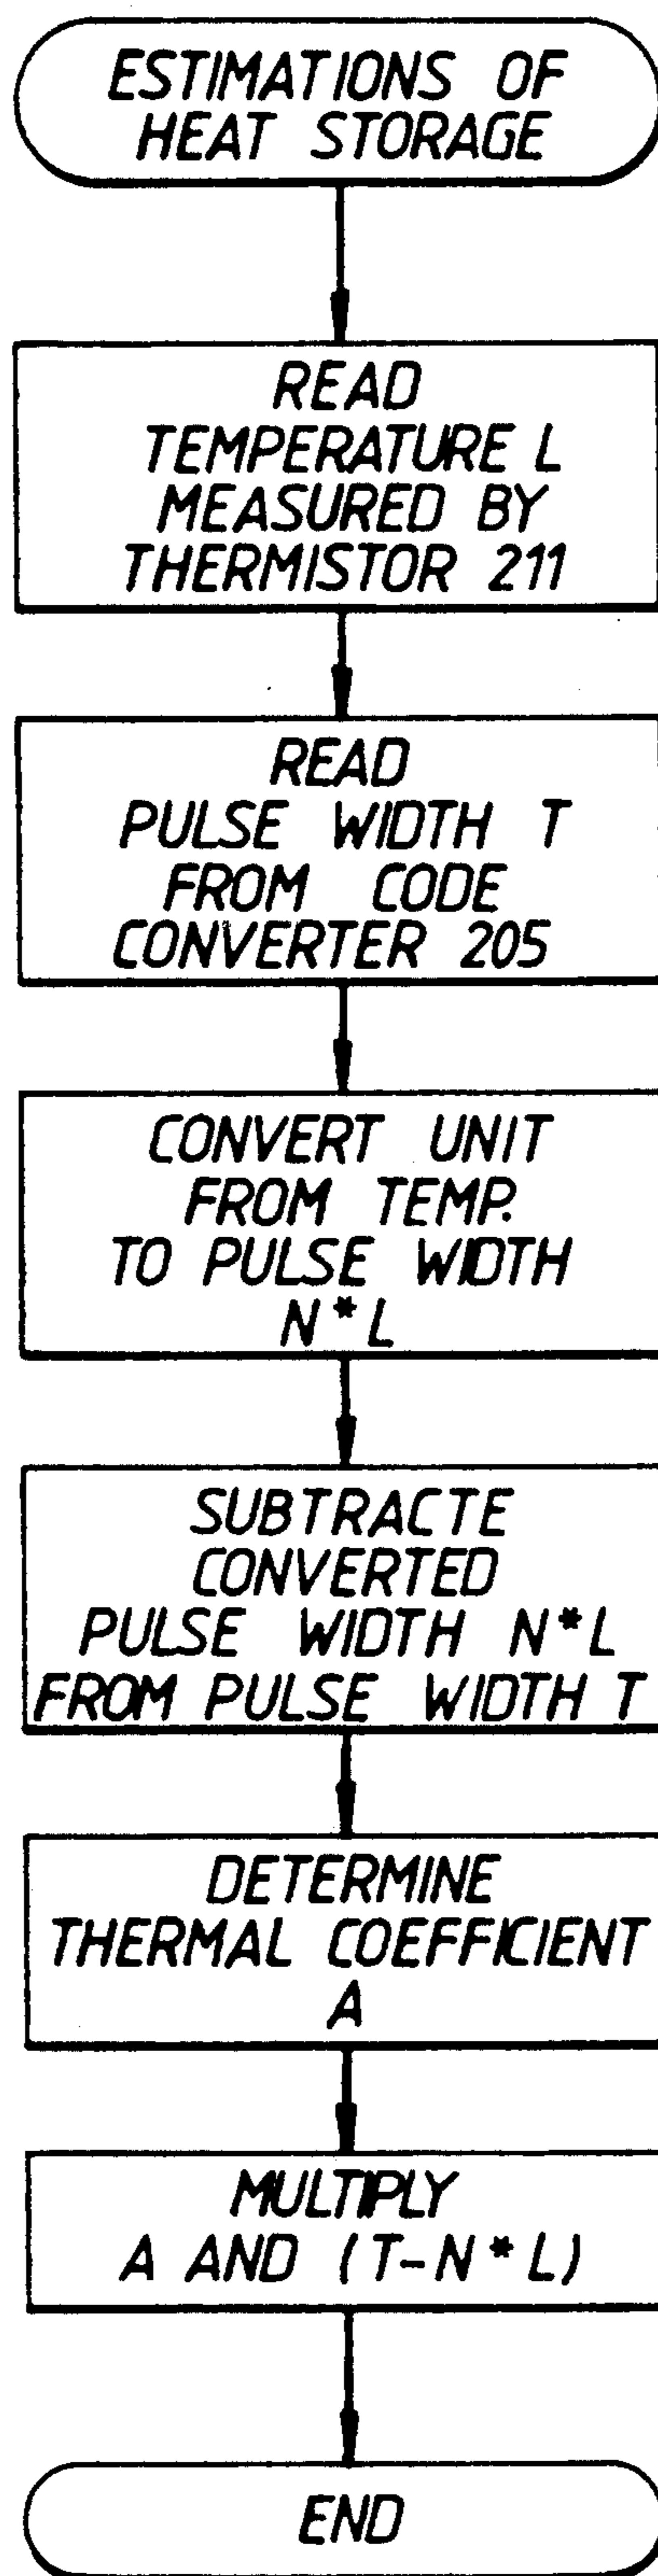 ESTIMATIONS OF
HEAT STORAGE
READ
TEMPERATURE L
MEASURED BY
THERMISTOR 211
READ
PULSE WIDTH T
FROM CODE
CONVERTER 205
CONVERT UNIT
FROM TEMP.
TO PULSE WIDTH
N*L
SUBTRACTE
CONVERTED
PULSE WIDTH N*L
FROM PULSE WIDTH T
DETERMINE
THERMAL COEFFICIENT
A
MULTIPLY
A AND (T-N*L)
END